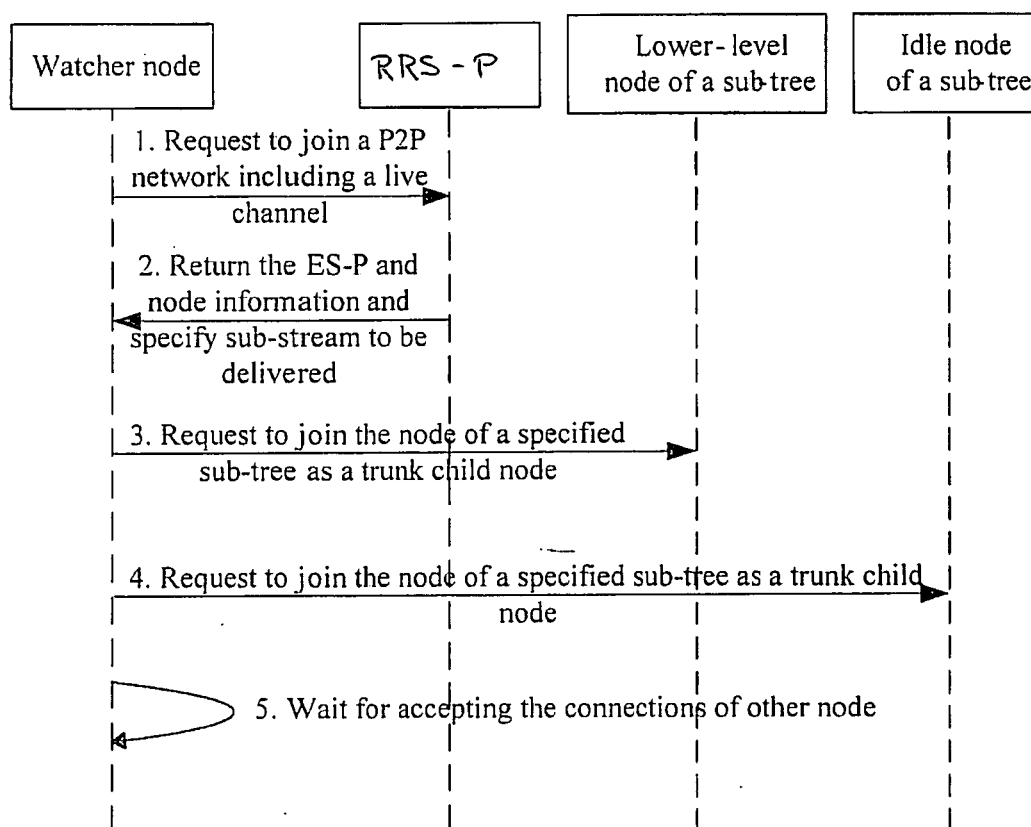 Watcher node
RRS-P
Lower-level
node of a sub-tree
Idle node
of a sub-tree
1. Request to join a P2P
network including a live
channel
2. Return the ES-P and
node information and
specify sub-stream to be
delivered
3. Request to join the node of a specified
sub-tree as a trunk child node
4. Request to join the node of a specified sub-tree as a trunk child
node
5. Wait for accepting the connections of other node